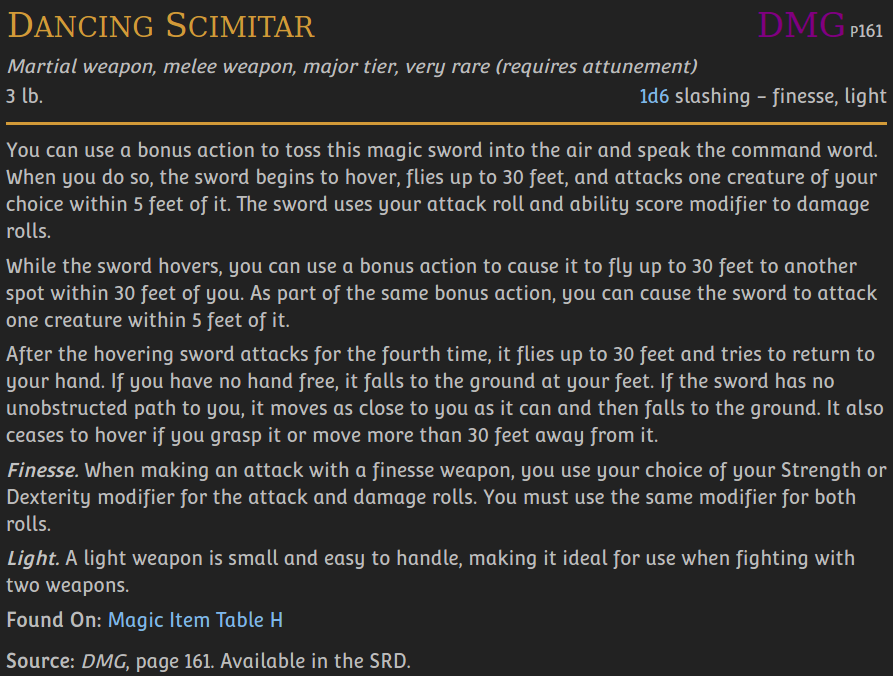 Dancing Scimitar DMG P161
Martial weapon, melee weapon, major tier, very rare (requires attunement)
3 lb. 1d6 slashing – finesse, light
You can use a bonus action to toss this magic sword into the air and speak the command word.
When you do so, the sword begins to hover, flies up to 30 feet, and attacks one creature of your
choice within 5 feet of it. The sword uses your attack roll and ability score modifier to damage
rolls.
While the sword hovers, you can use a bonus action to cause it to fly up to 30 feet to another
spot within 30 feet of you. As part of the same bonus action, you can cause the sword to attack
one creature within 5 feet of it.
After the hovering sword attacks for the fourth time, it flies up to 30 feet and tries to return to
your hand. If you have no hand free, it falls to the ground at your feet. If the sword has no
unobstructed path to you, it moves as close to you as it can and then falls to the ground. It also
ceases to hover if you grasp it or move more than 30 feet away from it.
Finesse. When making an attack with a finesse weapon, you use your choice of your Strength or
Dexterity modifier for the attack and damage rolls. You must use the same modifier for both
rolls.
Light. A light weapon is small and easy to handle, making it ideal for use when fighting with
two weapons.
Found On: Magic Item Table H
Source: DMG, page 161. Available in the SRD.